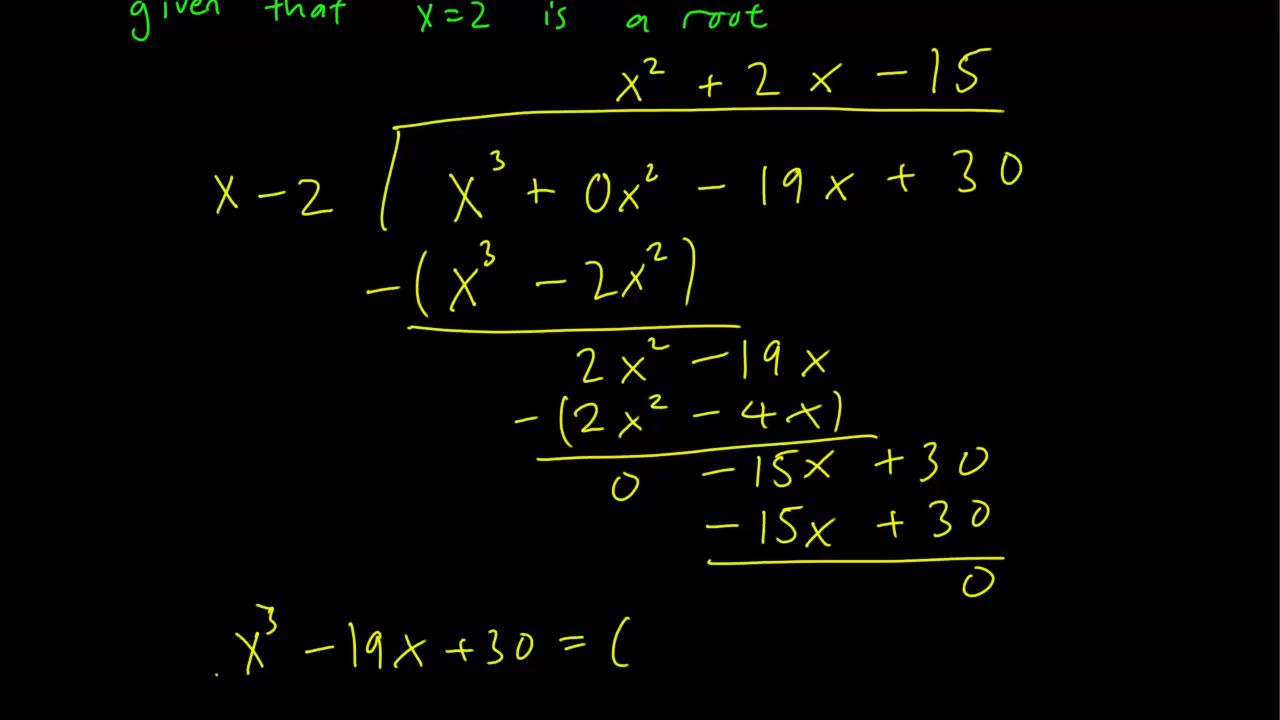 given that x=2 is a root
x² + 2x - 15
x - 2 x³ + 0x² - 19x + 30
-(x³ - 2x²)
2x² - 19x
-(2x² - 4x)
0 - 15x + 30
- 15x + 30
0
x³ - 19x + 30 = (